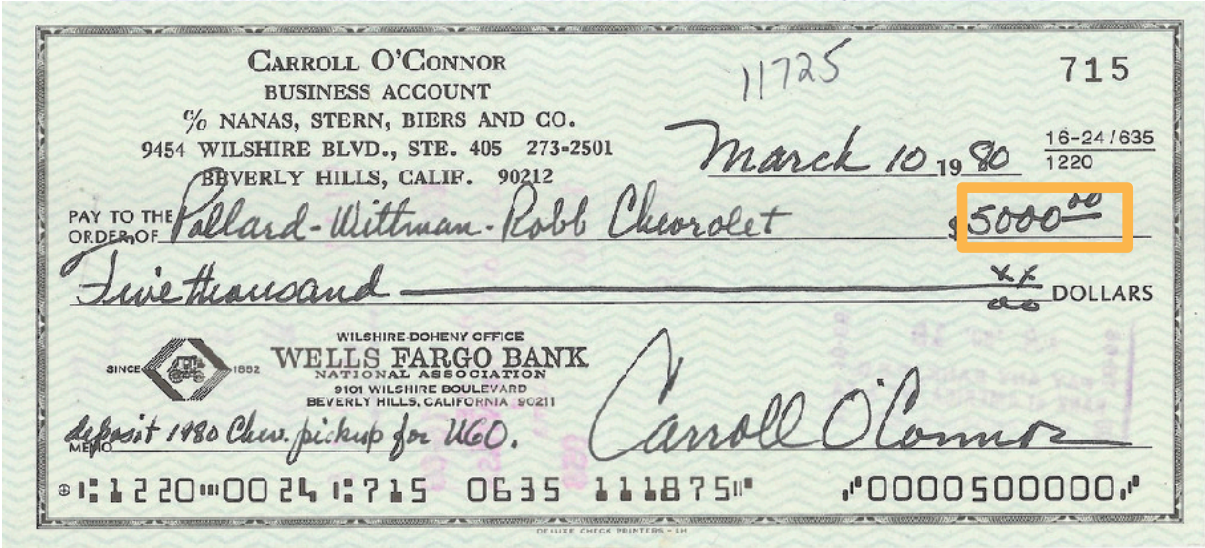 CARROLL O'CONNOR
BUSINESS ACCOUNT
c/o NANAS, STERN, BIERS AND CO.
9454 WILSHIRE BLVD., STE. 405 273-2501
BEVERLY HILLS, CALIF. 90212
11725
715
March 10, 1980
16-24/635
1220
PAY TO THE ORDER OF Pollard-Wittman-Robb Chevrolet $5000.00
Five thousand xx/00 DOLLARS
WILSHIRE-DOHENY OFFICE
SINCE 1852 WELLS FARGO BANK
NATIONAL ASSOCIATION
9101 WILSHIRE BOULEVARD
BEVERLY HILLS, CALIFORNIA 90211
MEMO deposit 1980 Chev. pickup for UGO.
Carroll O'Connor
⑆1220⑉0024⑆715 0635 111875⑈ ⑈0000500000⑈
DELUXE CHECK PRINTERS - 1H